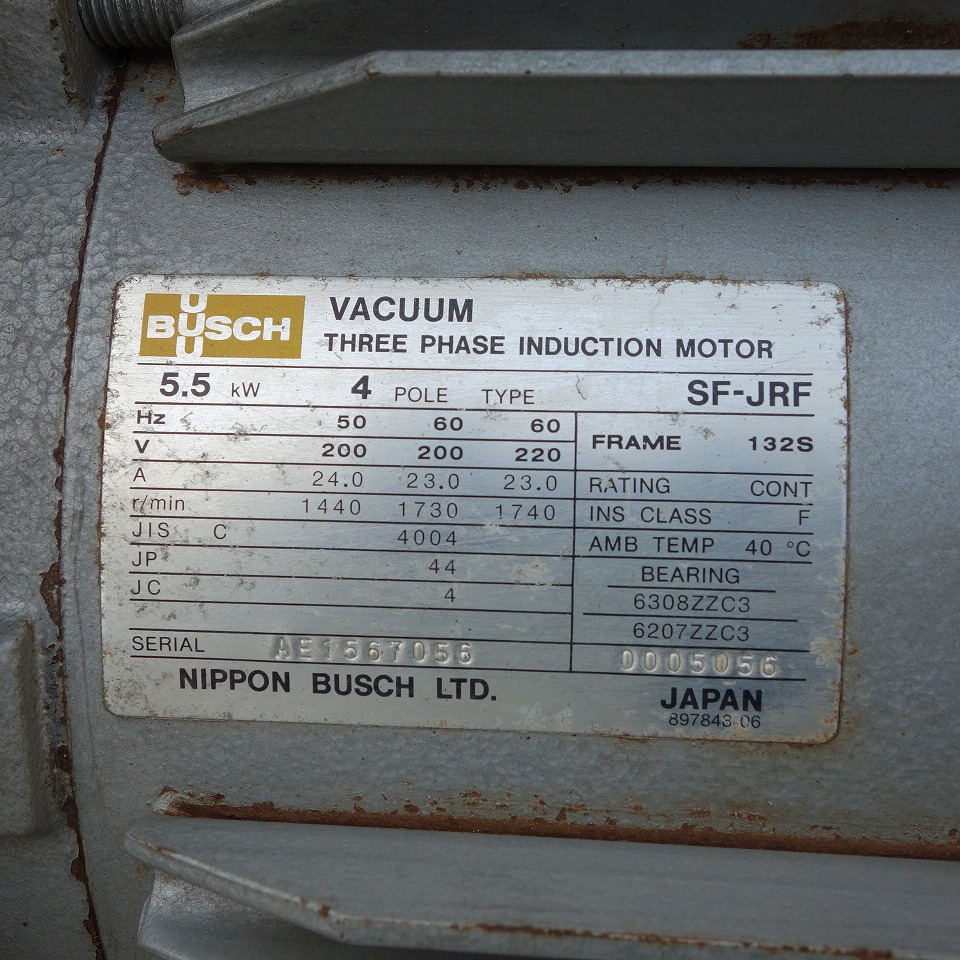 BUSCH
VACUUM
THREE PHASE INDUCTION MOTOR
5.5 kW 4 POLE TYPE SF-JRF
Hz 50 60 60
V 200 200 220
A 24.0 23.0 23.0
r/min 1440 1730 1740
JIS C 4004
JP 44
JC 4
FRAME 132S
RATING CONT
INS CLASS F
AMB TEMP 40 °C
BEARING
6308ZZC3
6207ZZC3
SERIAL AE1567056 0005056
NIPPON BUSCH LTD. JAPAN
897843-06